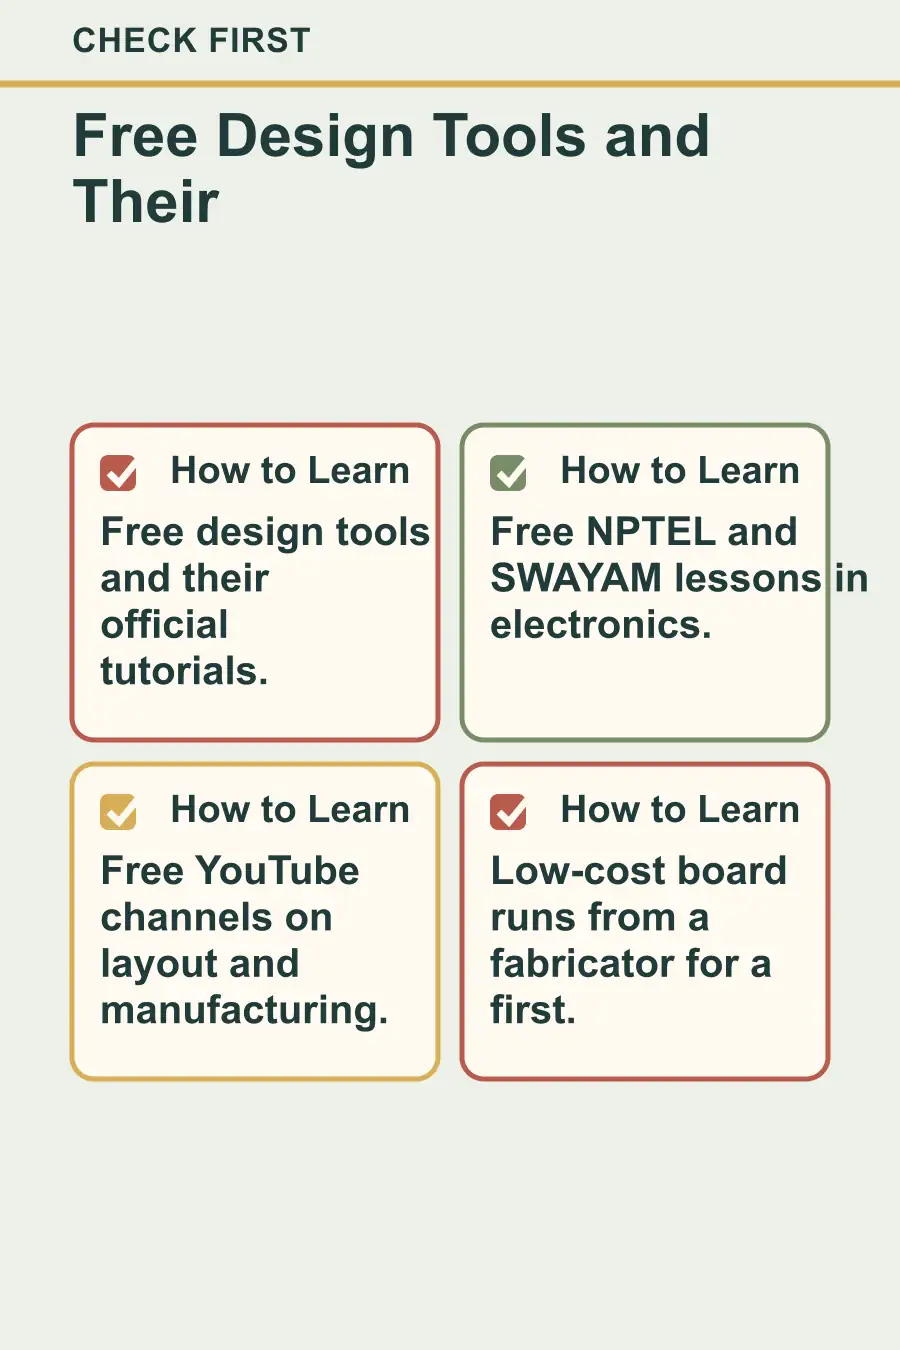 CHECK FIRST
Free Design Tools and
Their
How to Learn
Free design tools
and their
official
tutorials.
How to Learn
Free NPTEL and
SWAYAM lessons in
electronics.
How to Learn
Free YouTube
channels on
layout and
manufacturing.
How to Learn
Low-cost board
runs from a
fabricator for a
first.